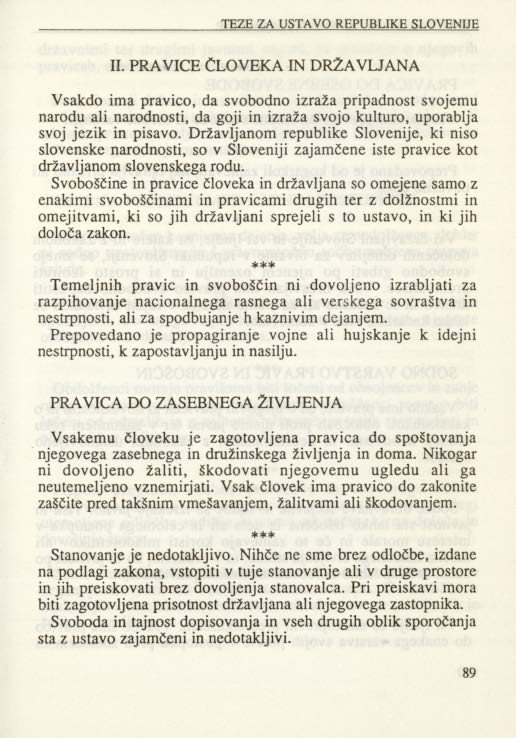 TEZE ZA USTAVO REPUBLIKE SLOVENIJE
II. PRAVICE ČLOVEKA IN DRŽAVLJANA
Vsakdo ima pravico, da svobodno izraža pripadnost svojemu
narodu ali narodnosti, da goji in izraža svojo kulturo, uporablja
svoj jezik in pisavo. Državljanom republike Slovenije, ki niso
slovenske narodnosti, so v Sloveniji zajamčene iste pravice kot
državljanom slovenskega rodu.
Svoboščine in pravice človeka in državljana so omejene samo z
enakimi svoboščinami in pravicami drugih ter z dolžnostmi in
omejitvami, ki so jih državljani sprejeli s to ustavo, in ki jih
določa zakon.
***
Temeljnih pravic in svoboščin ni dovoljeno izrabljati za
razpihovanje nacionalnega rasnega ali verskega sovraštva in
nestrpnosti, ali za spodbujanje h kaznivim dejanjem.
Prepovedano je propagiranje vojne ali hujskanje k idejni
nestrpnosti, k zapostavljanju in nasilju.
PRAVICA DO ZASEBNEGA ŽIVLJENJA
Vsakemu človeku je zagotovljena pravica do spoštovanja
njegovega zasebnega in družinskega življenja in doma. Nikogar
ni dovoljeno žaliti, škodovati njegovemu ugledu ali ga
neutemeljeno vznemirjati. Vsak človek ima pravico do zakonite
zaščite pred takšnim vmešavanjem, žalitvami ali škodovanjem.
***
Stanovanje je nedotakljivo. Nihče ne sme brez odločbe, izdane
na podlagi zakona, vstopiti v tuje stanovanje ali v druge prostore
in jih preiskovati brez dovoljenja stanovalca. Pri preiskavi mora
biti zagotovljena prisotnost državljana ali njegovega zastopnika.
Svoboda in tajnost dopisovanja in vseh drugih oblik sporočanja
sta z ustavo zajamčeni in nedotakljivi.
89